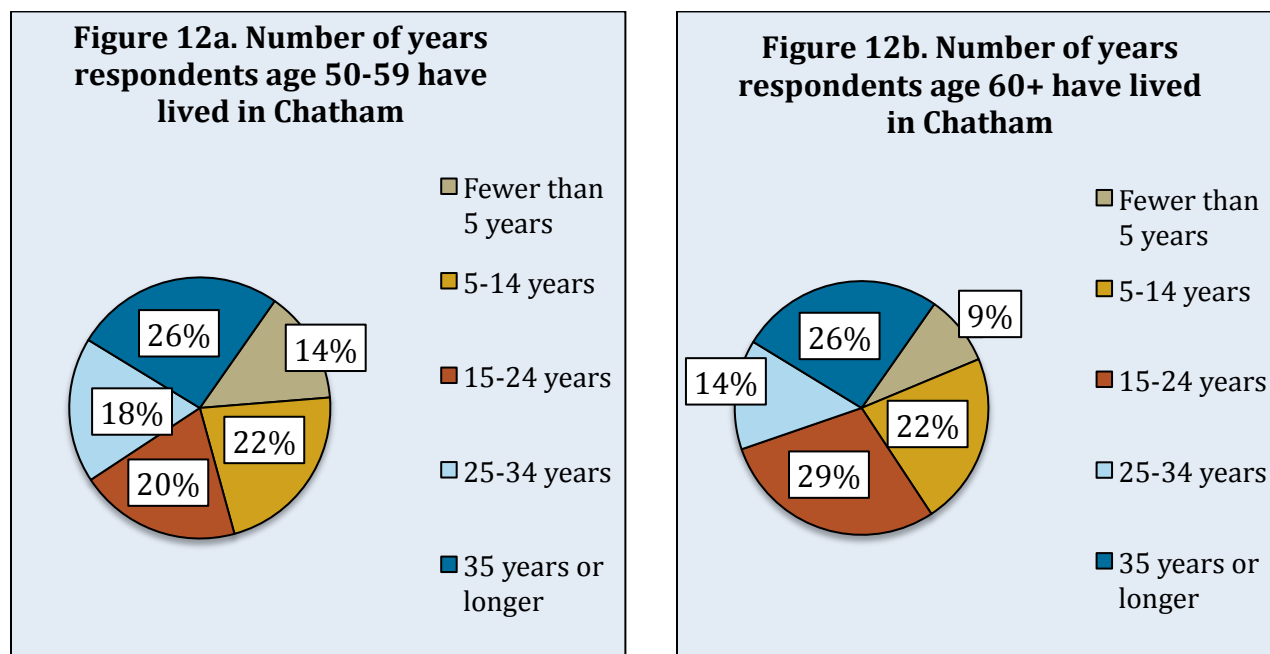 Figure 12a. Number of years
respondents age 50-59 have
lived in Chatham
Fewer than
5 years
5-14 years
15-24 years
25-34 years
35 years or
longer
26%
14%
18%
22%
20%
Figure 12b. Number of years
respondents age 60+ have lived
in Chatham
Fewer than
5 years
5-14 years
15-24 years
25-34 years
35 years or
longer
26%
9%
14%
22%
29%